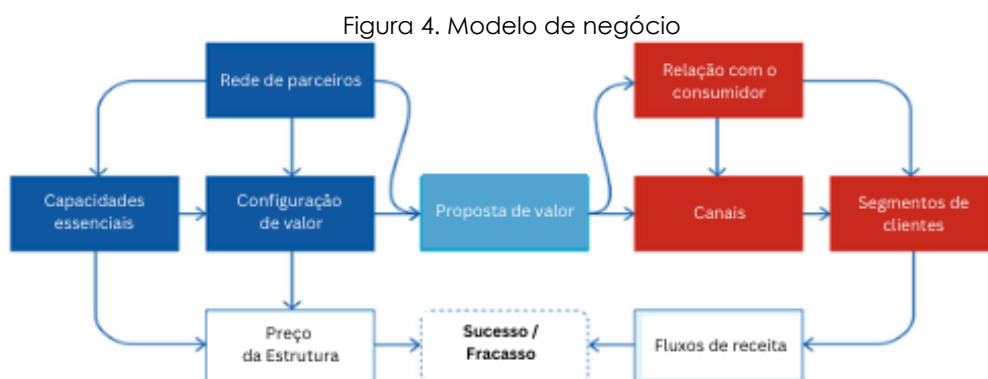 Figura 4. Modelo de negócio
Rede de parceiros
Relação com o
consumidor
Capacidades
essenciais
Configuração
de valor
Proposta de valor
Canais
Segmentos de
clientes
Preço
da Estrutura
Sucesso /
Fracasso
Fluxos de receita